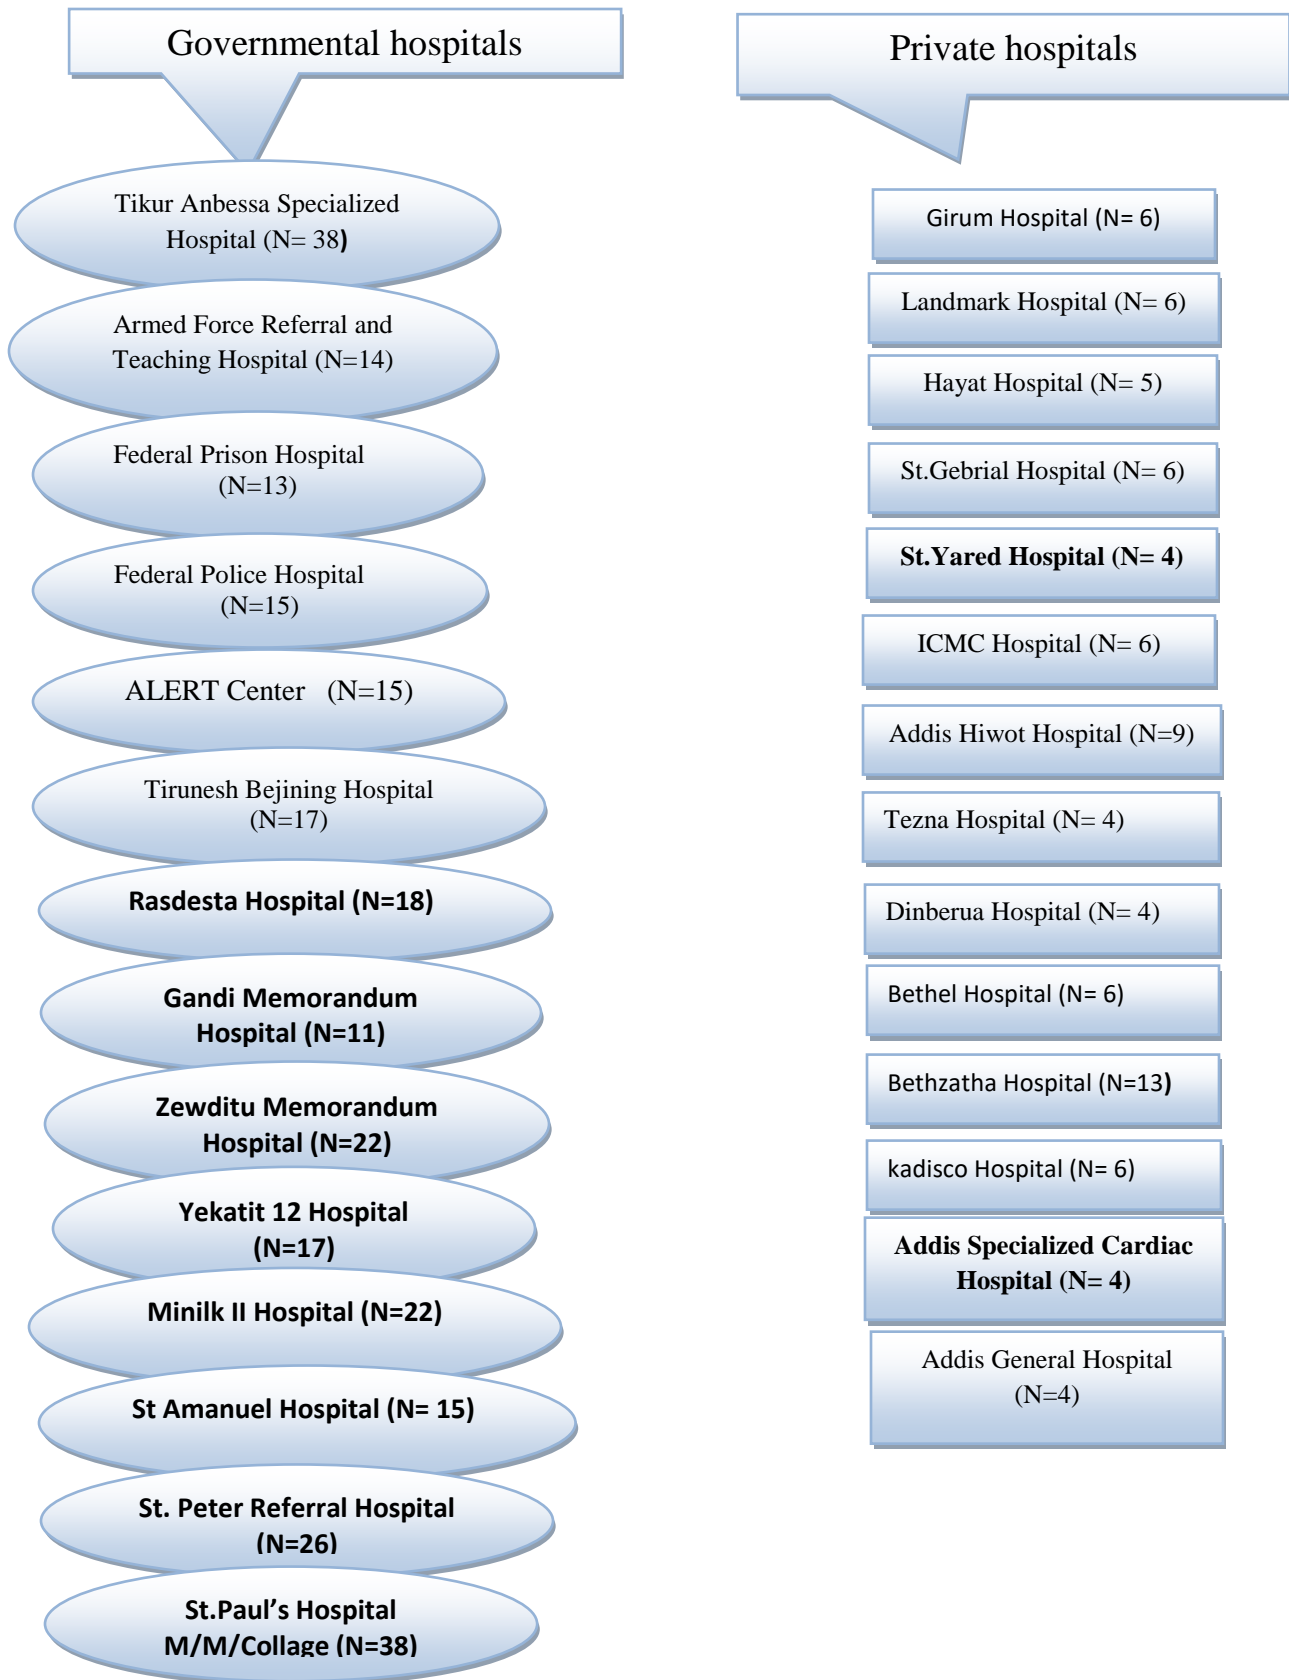 Governmental hospitals
Tikur Anbessa Specialized
Hospital (N= 38)
Armed Force Referral and
Teaching Hospital (N=14)
Federal Prison Hospital
(N=13)
Federal Police Hospital
(N=15)
ALERT Center (N=15)
Tirunesh Bejining Hospital
(N=17)
Rasdesta Hospital (N=18)
Gandi Memorandum
Hospital (N=11)
Zewditu Memorandum
Hospital (N=22)
Yekatit 12 Hospital
(N=17)
Minilk II Hospital (N=22)
St Amanuel Hospital (N= 15)
St. Peter Referral Hospital
(N=26)
St.Paul’s Hospital
M/M/Collage (N=38)
Private hospitals
Girum Hospital (N= 6)
Landmark Hospital (N= 6)
Hayat Hospital (N= 5)
St.Gebrial Hospital (N= 6)
St.Yared Hospital (N= 4)
ICMC Hospital (N= 6)
Addis Hiwot Hospital (N=9)
Tezna Hospital (N= 4)
Dinberua Hospital (N= 4)
Bethel Hospital (N= 6)
Bethzatha Hospital (N=13)
kadisco Hospital (N= 6)
Addis Specialized Cardiac
Hospital (N= 4)
Addis General Hospital
(N=4)